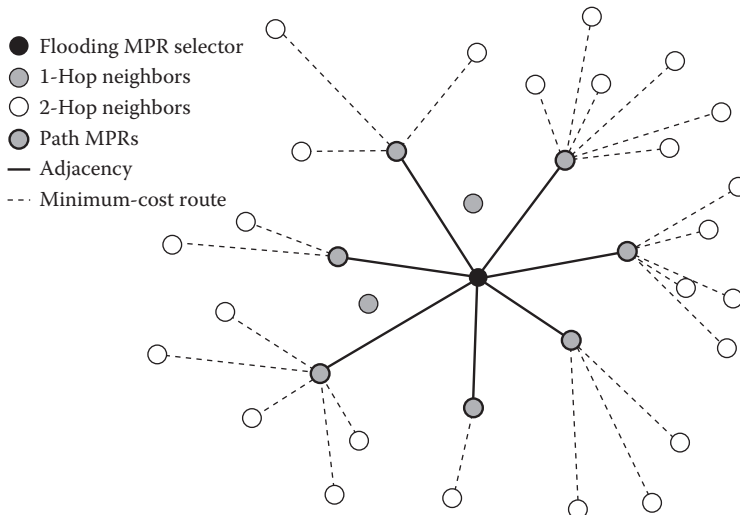 Flooding MPR selector
1-Hop neighbors
2-Hop neighbors
Path MPRs
Adjacency
Minimum-cost route